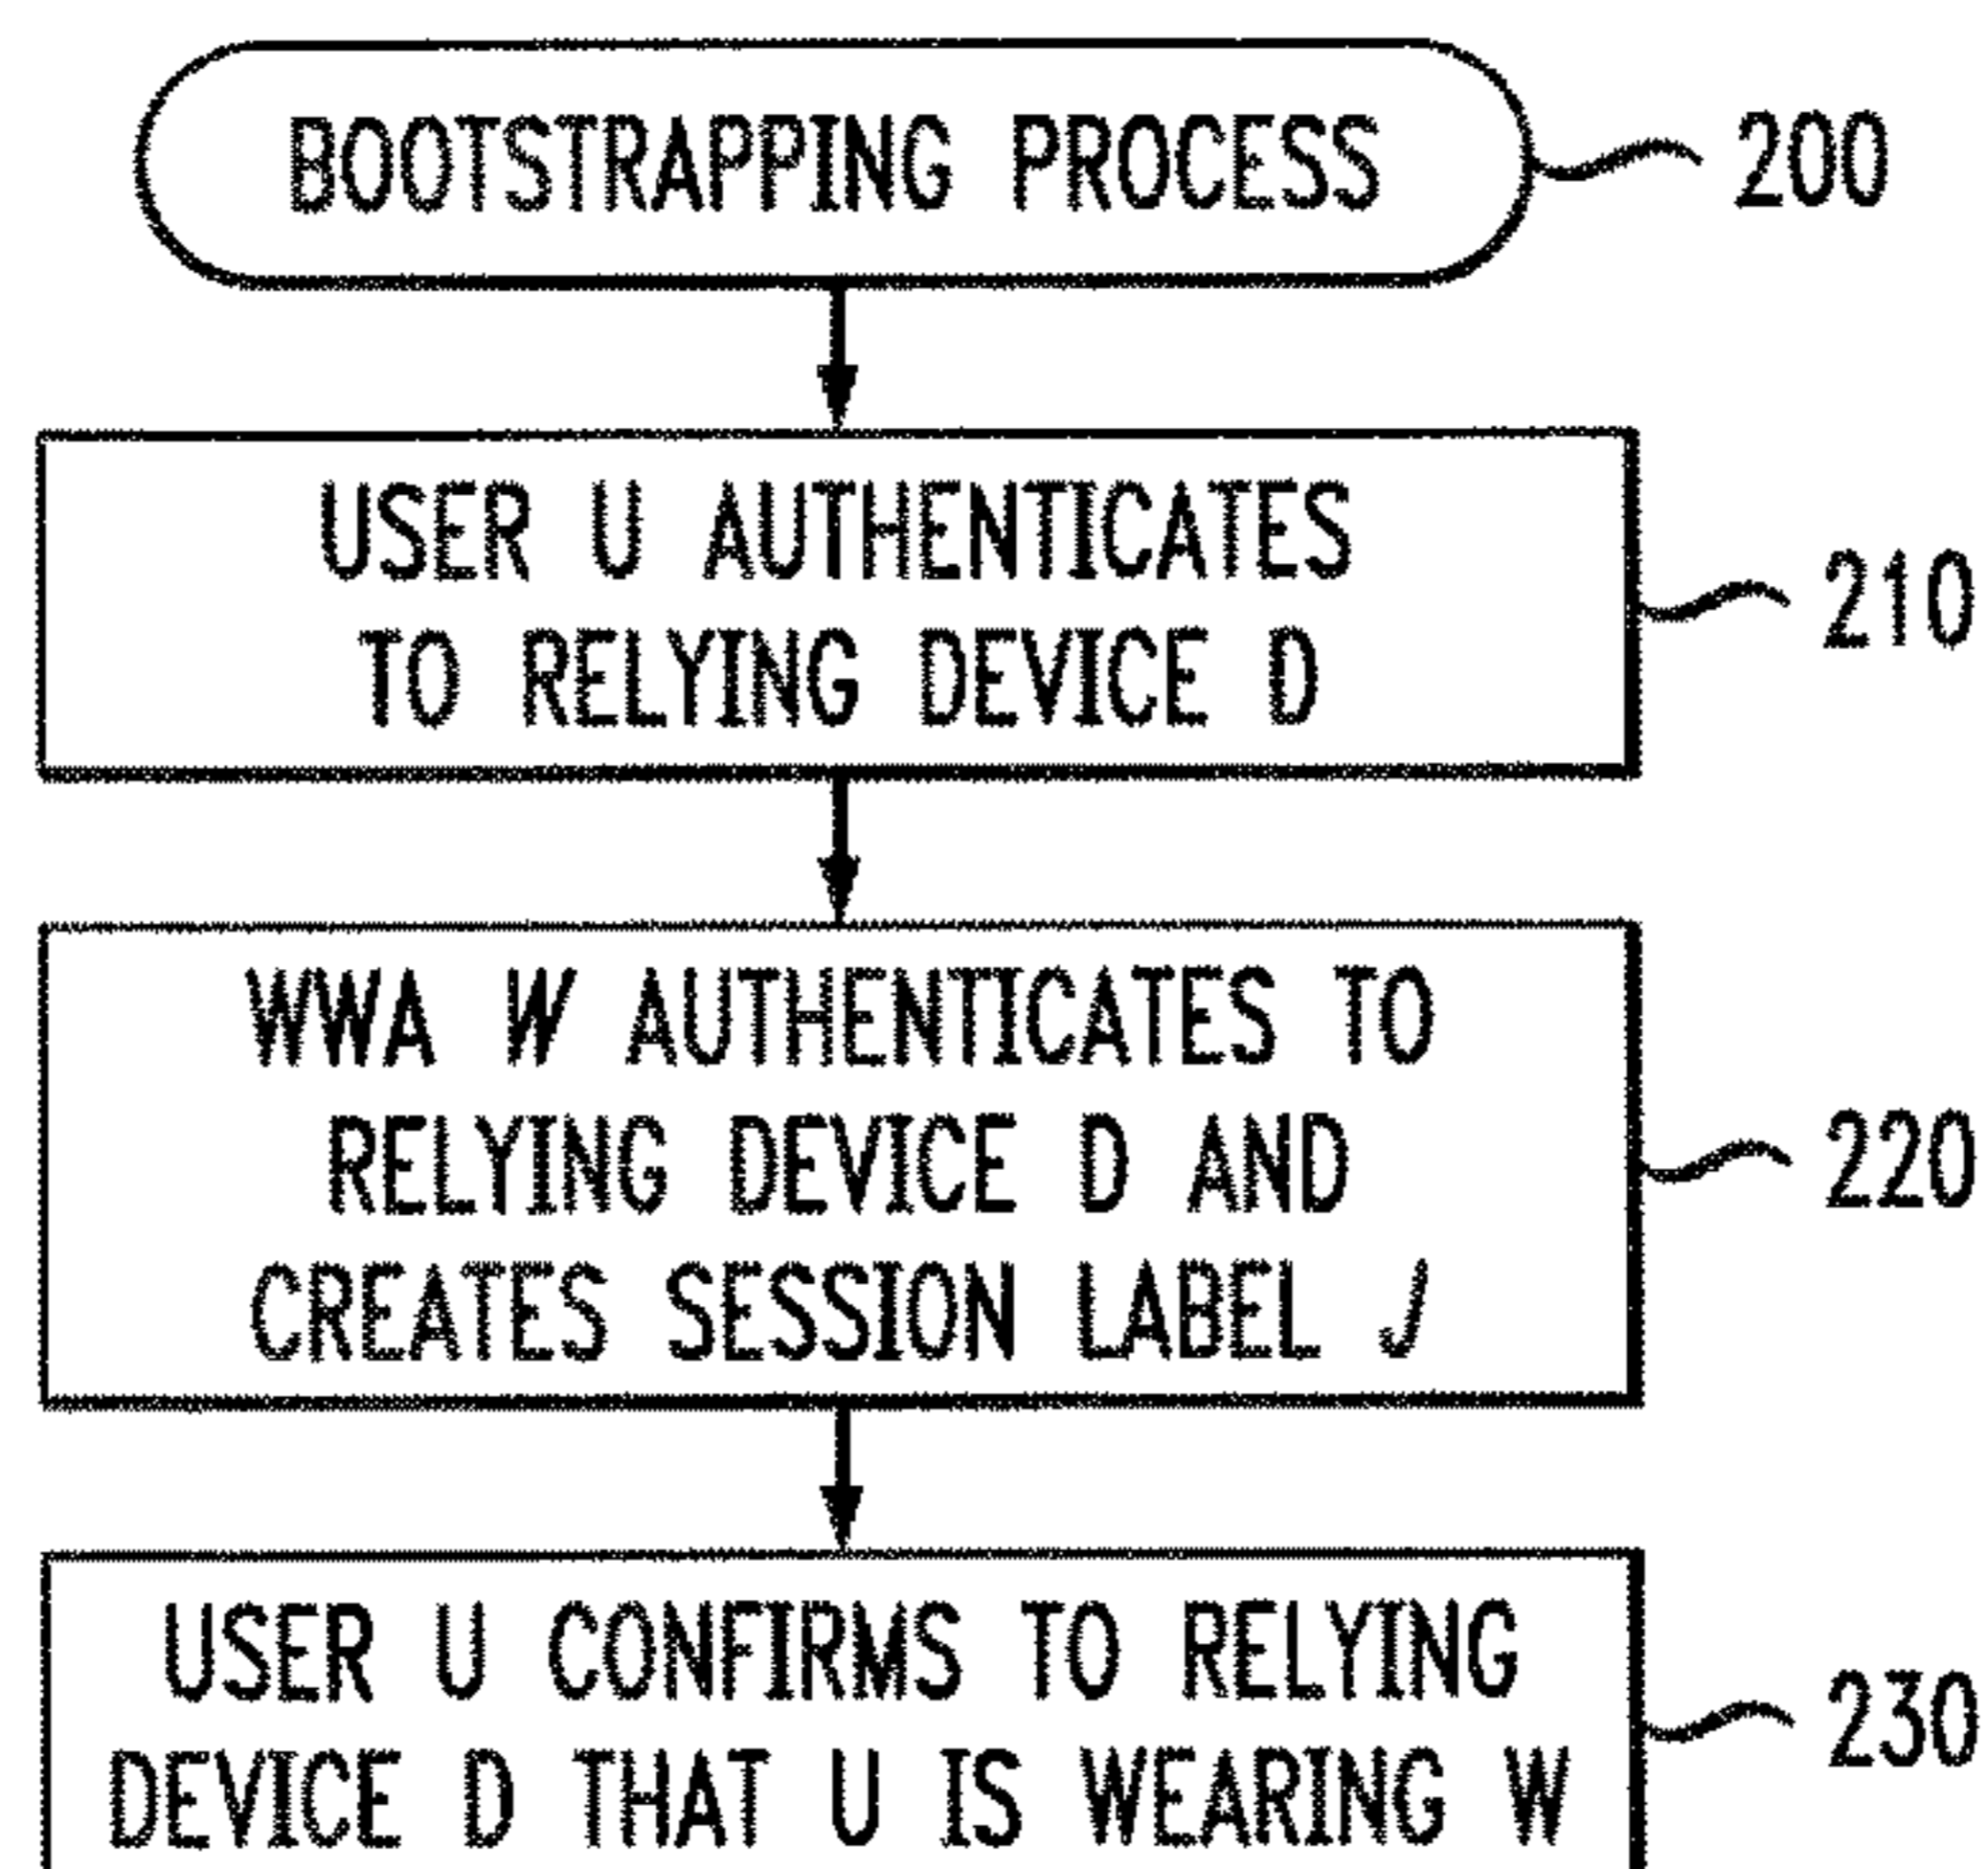 BOOTSTRAPPING PROCESS
200
USER U AUTHENTICATES
TO RELYING DEVICE D
210
WWA W AUTHENTICATES TO
RELYING DEVICE D AND
CREATES SESSION LABEL J
220
USER U CONFIRMS TO RELYING
DEVICE D THAT U IS WEARING W
230